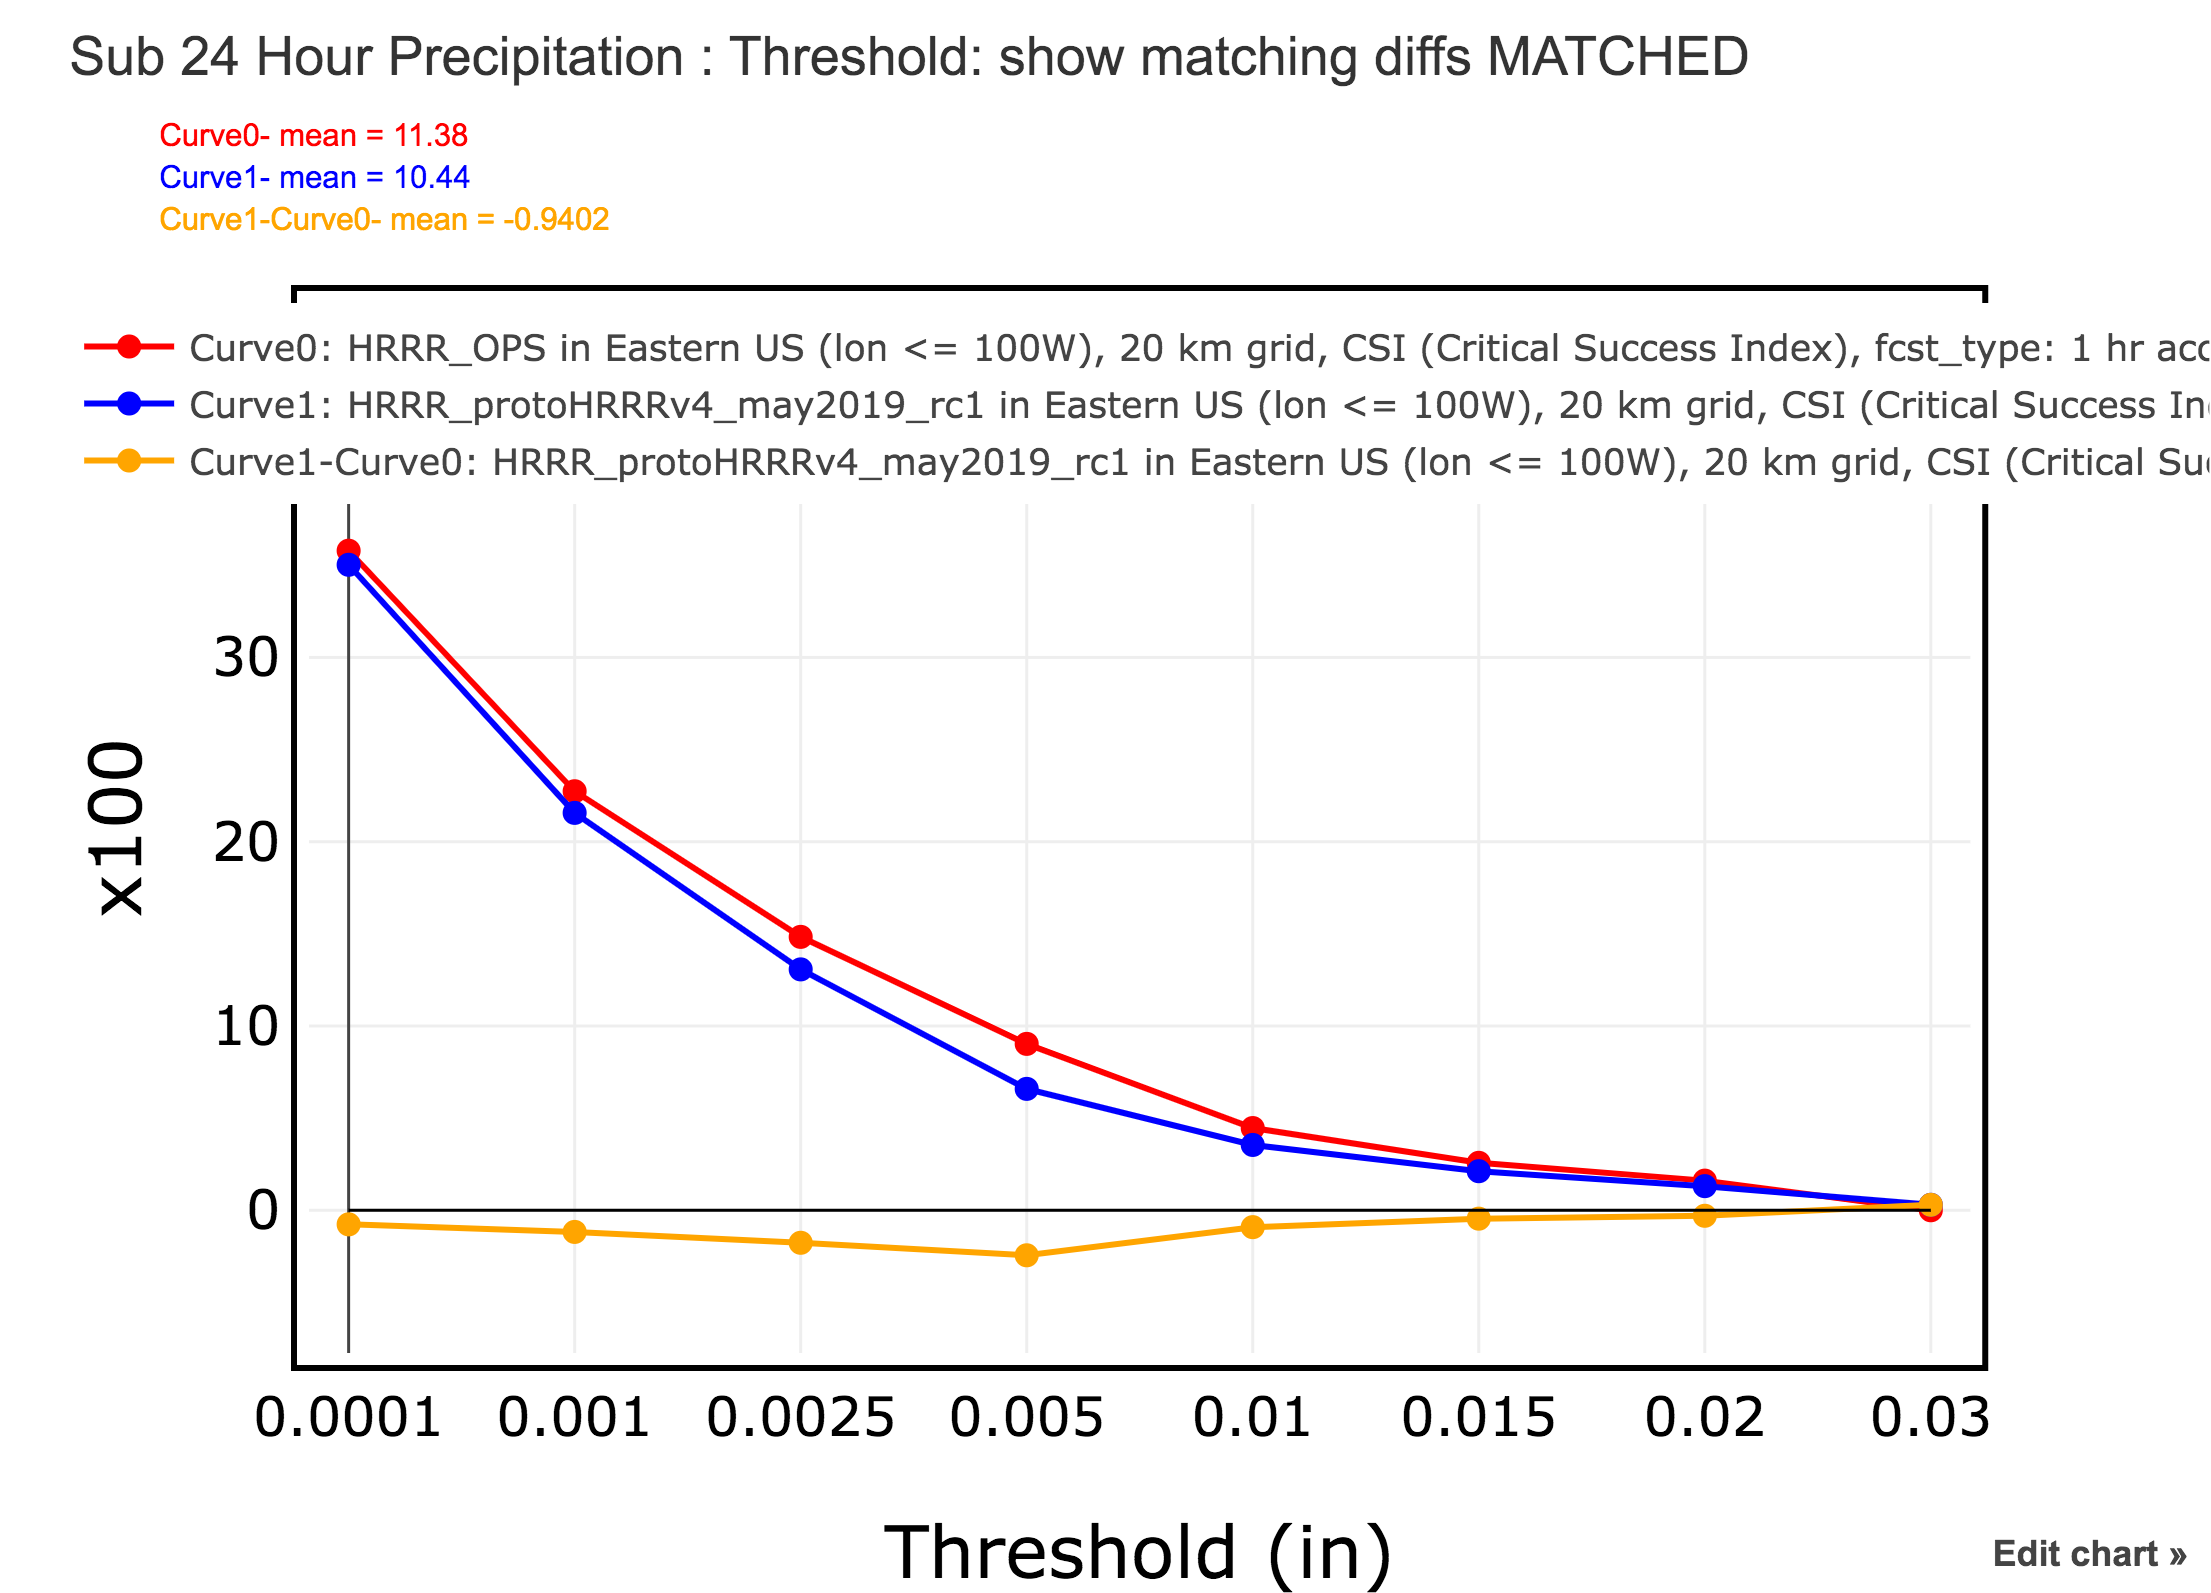 Sub 24 Hour Precipitation : Threshold: show matching diffs MATCHED
Curve0- mean = 11.38
Curve1- mean = 10.44
Curve1-Curve0- mean = -0.9402
Curve0: HRRR_OPS in Eastern US (lon <= 100W), 20 km grid, CSI (Critical Success Index), fcst_type: 1 hr acc
Curve1: HRRR_protoHRRRv4_may2019_rc1 in Eastern US (lon <= 100W), 20 km grid, CSI (Critical Success In
Curve1-Curve0: HRRR_protoHRRRv4_may2019_rc1 in Eastern US (lon <= 100W), 20 km grid, CSI (Critical Su
30
20
10
0
x100
0.0001 0.001 0.0025 0.005 0.01 0.015 0.02 0.03
Threshold (in)
Edit chart »